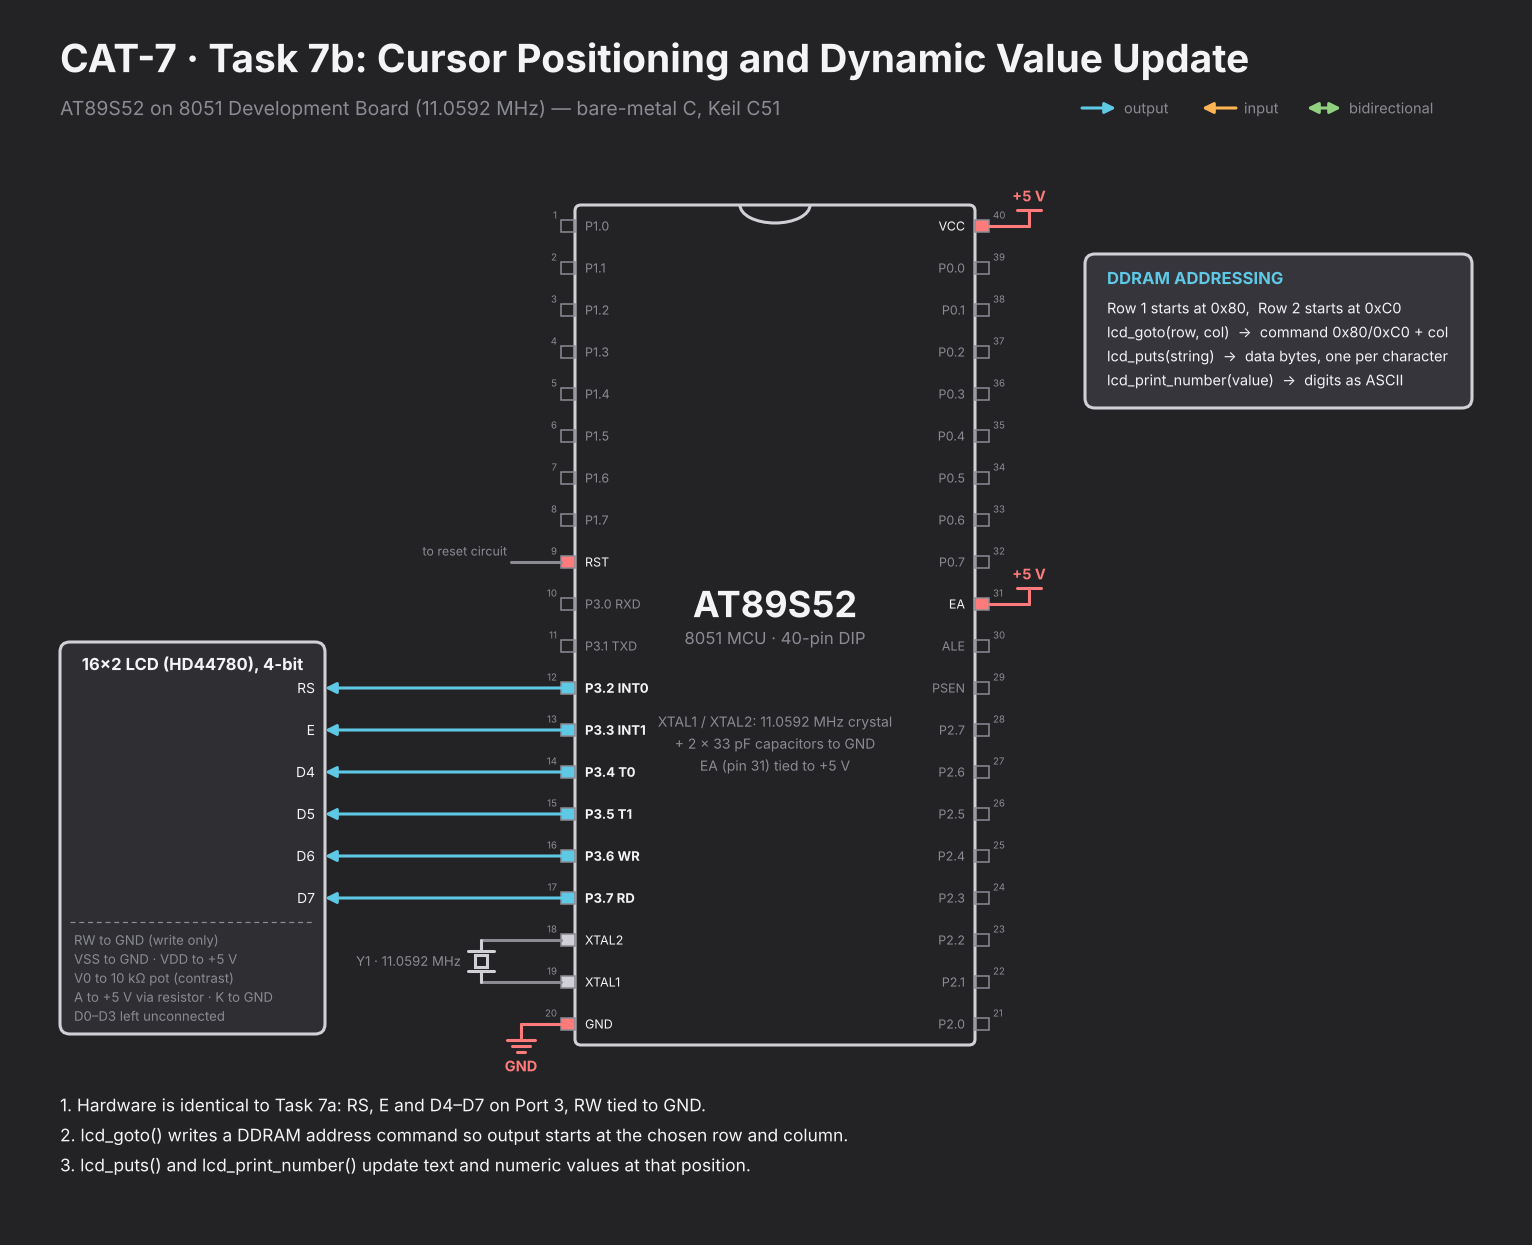 CAT-7 · Task 7b: Cursor Positioning and Dynamic Value Update
AT89S52 on 8051 Development Board (11.0592 MHz) — bare-metal C, Keil C51
output
input
bidirectional
+5 V
1
P1.0
VCC
40
2
P1.1
P0.0
39
3
P1.2
P0.1
38
4
P1.3
P0.2
37
5
P1.4
P0.3
36
6
P1.5
P0.4
35
7
P1.6
P0.5
34
8
P1.7
P0.6
33
to reset circuit
9
RST
P0.7
32
+5 V
10
P3.0 RXD
EA
31
11
P3.1 TXD
ALE
30
12
P3.2 INT0
PSEN
29
13
P3.3 INT1
P2.7
28
14
P3.4 T0
P2.6
27
15
P3.5 T1
P2.5
26
16
P3.6 WR
P2.4
25
17
P3.7 RD
P2.3
24
18
XTAL2
P2.2
23
19
XTAL1
P2.1
22
20
GND
P2.0
21
AT89S52
8051 MCU · 40-pin DIP
XTAL1 / XTAL2: 11.0592 MHz crystal
+ 2 × 33 pF capacitors to GND
EA (pin 31) tied to +5 V
DDRAM ADDRESSING
Row 1 starts at 0x80, Row 2 starts at 0xC0
lcd_goto(row, col) → command 0x80/0xC0 + col
lcd_puts(string) → data bytes, one per character
lcd_print_number(value) → digits as ASCII
16×2 LCD (HD44780), 4-bit
RS
E
D4
D5
D6
D7
RW to GND (write only)
VSS to GND · VDD to +5 V
V0 to 10 kΩ pot (contrast)
A to +5 V via resistor · K to GND
D0–D3 left unconnected
Y1 · 11.0592 MHz
GND
1. Hardware is identical to Task 7a: RS, E and D4–D7 on Port 3, RW tied to GND.
2. lcd_goto() writes a DDRAM address command so output starts at the chosen row and column.
3. lcd_puts() and lcd_print_number() update text and numeric values at that position.